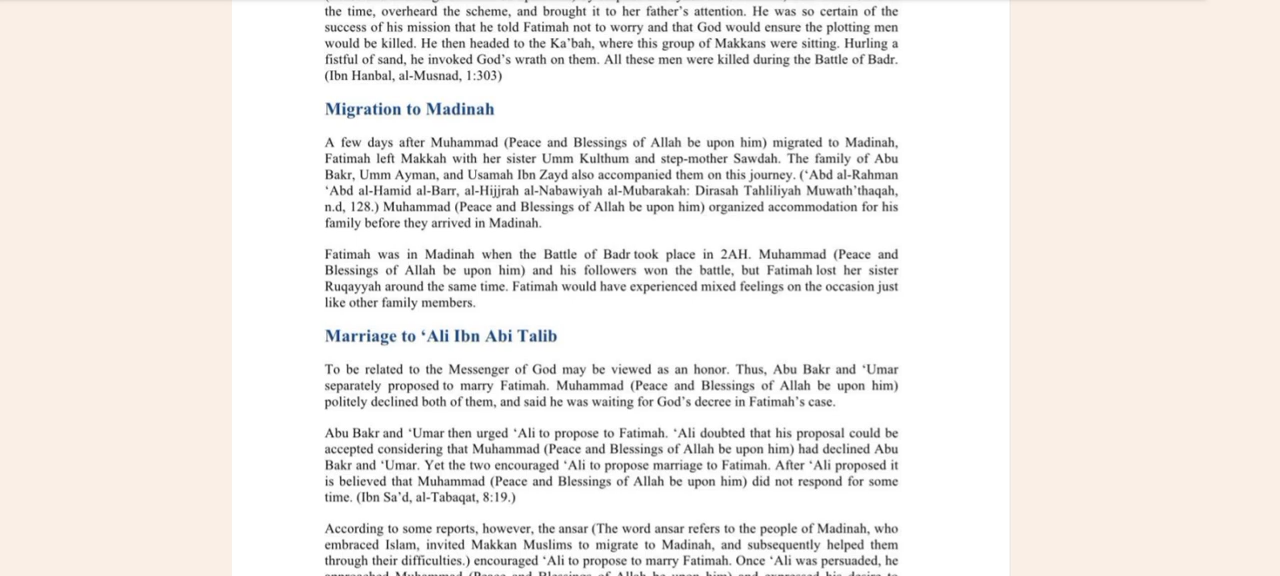 the time, overheard the scheme, and brought it to her father's attention. He was so certain of the
success of his mission that he told Fatimah not to worry and that God would ensure the plotting men
would be killed. He then headed to the Ka'bah, where this group of Makkans were sitting. Hurling a
fistful of sand, he invoked God's wrath on them. All these men were killed during the Battle of Badr.
(Ibn Hanbal, al-Musnad, 1:303)
Migration to Madinah
A few days after Muhammad (Peace and Blessings of Allah be upon him) migrated to Madinah,
Fatimah left Makkah with her sister Umm Kulthum and step-mother Sawdah. The family of Abu
Bakr, Umm Ayman, and Usamah Ibn Zayd also accompanied them on this journey. ('Abd al-Rahman
'Abd al-Hamid al-Barr, al-Hijjrah al-Nabawiyah al-Mubarakah: Dirasah Tahliliyah Muwath'thaqah,
n.d, 128.) Muhammad (Peace and Blessings of Allah be upon him) organized accommodation for his
family before they arrived in Madinah.
Fatimah was in Madinah when the Battle of Badr took place in 2AH. Muhammad (Peace and
Blessings of Allah be upon him) and his followers won the battle, but Fatimah lost her sister
Ruqayyah around the same time. Fatimah would have experienced mixed feelings on the occasion just
like other family members.
Marriage to 'Ali Ibn Abi Talib
To be related to the Messenger of God may be viewed as an honor. Thus, Abu Bakr and 'Umar
separately proposed to marry Fatimah. Muhammad (Peace and Blessings of Allah be upon him)
politely declined both of them, and said he was waiting for God's decree in Fatimah's case.
Abu Bakr and 'Umar then urged 'Ali to propose to Fatimah. 'Ali doubted that his proposal could be
accepted considering that Muhammad (Peace and Blessings of Allah be upon him) had declined Abu
Bakr and 'Umar. Yet the two encouraged 'Ali to propose marriage to Fatimah. After 'Ali proposed it
is believed that Muhammad (Peace and Blessings of Allah be upon him) did not respond for some
time. (Ibn Sa'd, al-Tabaqat, 8:19.)
According to some reports, however, the ansar (The word ansar refers to the people of Madinah, who
embraced Islam, invited Makkan Muslims to migrate to Madinah, and subsequently helped them
through their difficulties.) encouraged 'Ali to propose to marry Fatimah. Once 'Ali was persuaded, he